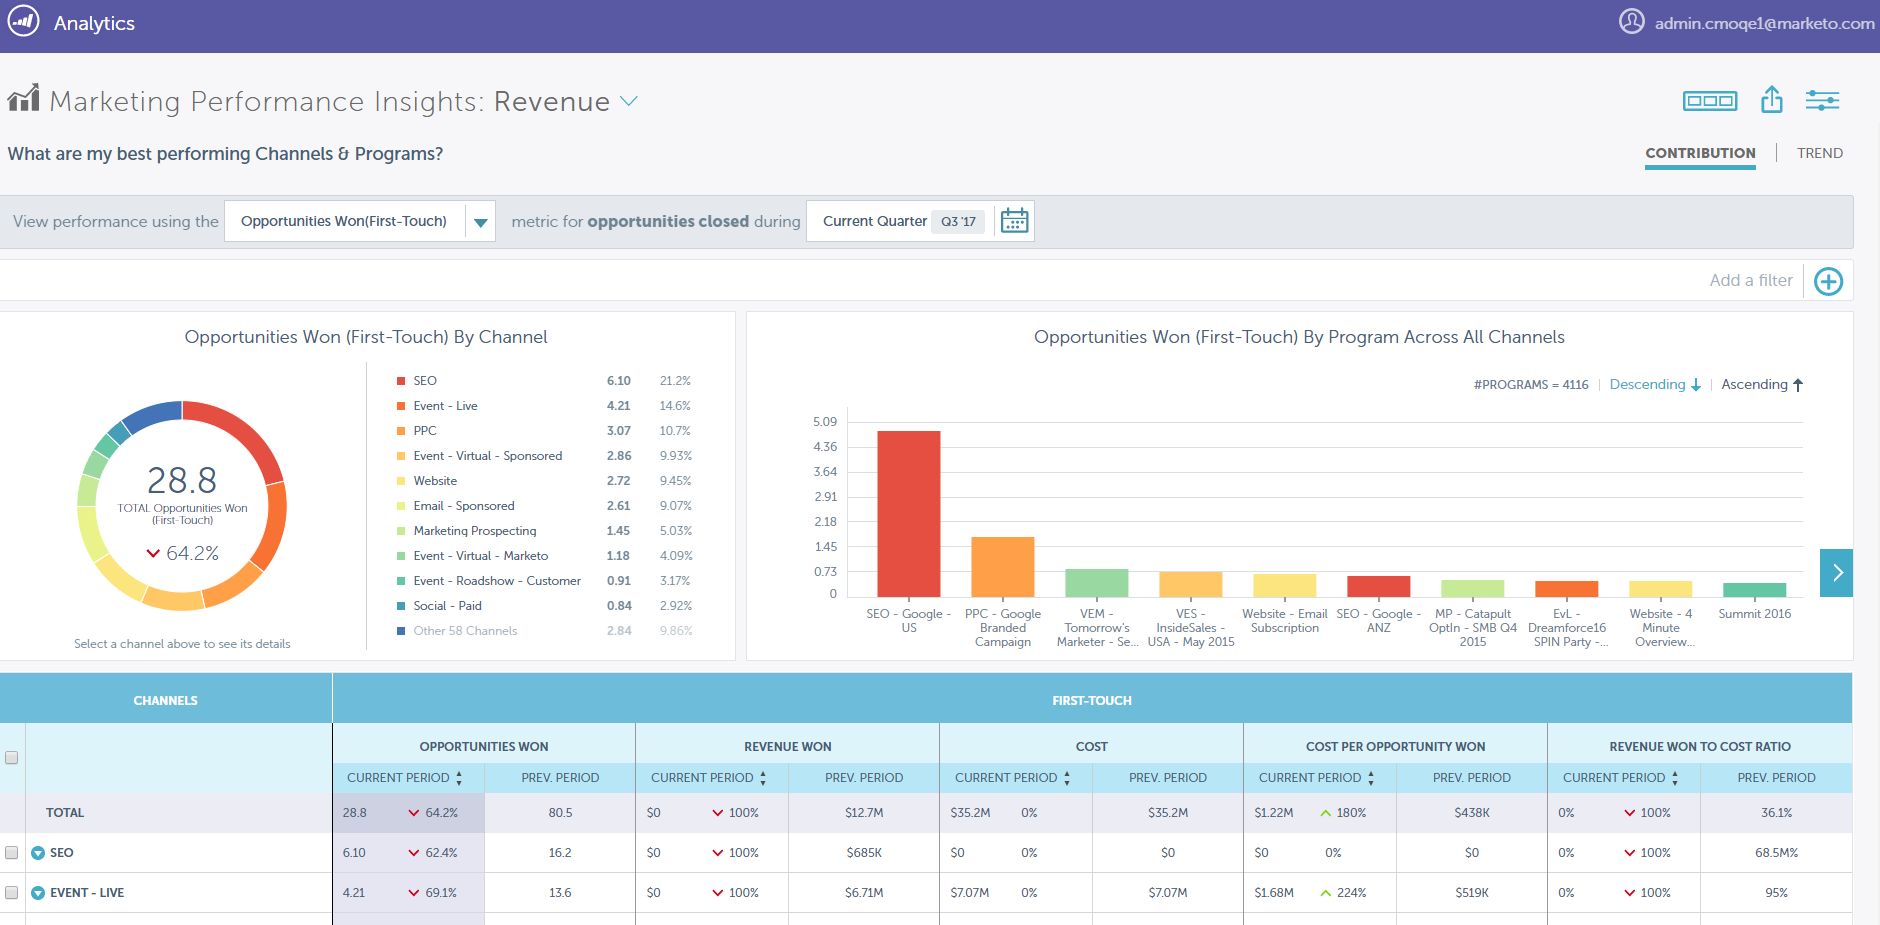 Analytics
admin.cmoqe1@marketo.com
Marketing Performance Insights: Revenue
What are my best performing Channels & Programs?
CONTRIBUTION | TREND
View performance using the Opportunities Won(First-Touch) metric for opportunities closed during Current Quarter Q3 '17
Add a filter
Opportunities Won (First-Touch) By Channel
28.8
TOTAL Opportunities Won
(First-Touch)
64.2%
Select a channel above to see its details
SEO 6.10 21.2%
Event - Live 4.21 14.6%
PPC 3.07 10.7%
Event - Virtual - Sponsored 2.86 9.93%
Website 2.72 9.45%
Email - Sponsored 2.61 9.07%
Marketing Prospecting 1.45 5.03%
Event - Virtual - Marketo 1.18 4.09%
Event - Roadshow - Customer 0.91 3.17%
Social - Paid 0.84 2.92%
Other 58 Channels 2.84 9.86%
Opportunities Won (First-Touch) By Program Across All Channels
#PROGRAMS = 4116 | Descending | Ascending
5.09
4.36
3.64
2.91
2.18
1.45
0.73
0
SEO - Google -
US
PPC - Google
Branded
Campaign
VEM -
Tomorrow's
Marketer - Se...
VES -
InsideSales -
USA - May 2015
Website - Email
Subscription
SEO - Google -
ANZ
MP - Catapult
OptIn - SMB Q4
2015
EvL -
Dreamforce16
SPIN Party -...
Website - 4
Minute
Overview...
Summit 2016
CHANNELS FIRST-TOUCH
OPPORTUNITIES WON REVENUE WON COST COST PER OPPORTUNITY WON REVENUE WON TO COST RATIO
CURRENT PERIOD PREV. PERIOD CURRENT PERIOD PREV. PERIOD CURRENT PERIOD PREV. PERIOD CURRENT PERIOD PREV. PERIOD CURRENT PERIOD PREV. PERIOD
TOTAL 28.8 64.2% 80.5 $0 100% $12.7M $35.2M 0% $35.2M $1.22M 180% $438K 0% 100% 36.1%
SEO 6.10 62.4% 16.2 $0 100% $685K $0 0% $0 $0 0% $0 0% 100% 68.5M%
EVENT - LIVE 4.21 69.1% 13.6 $0 100% $6.71M $7.07M 0% $7.07M $1.68M 224% $519K 0% 100% 95%